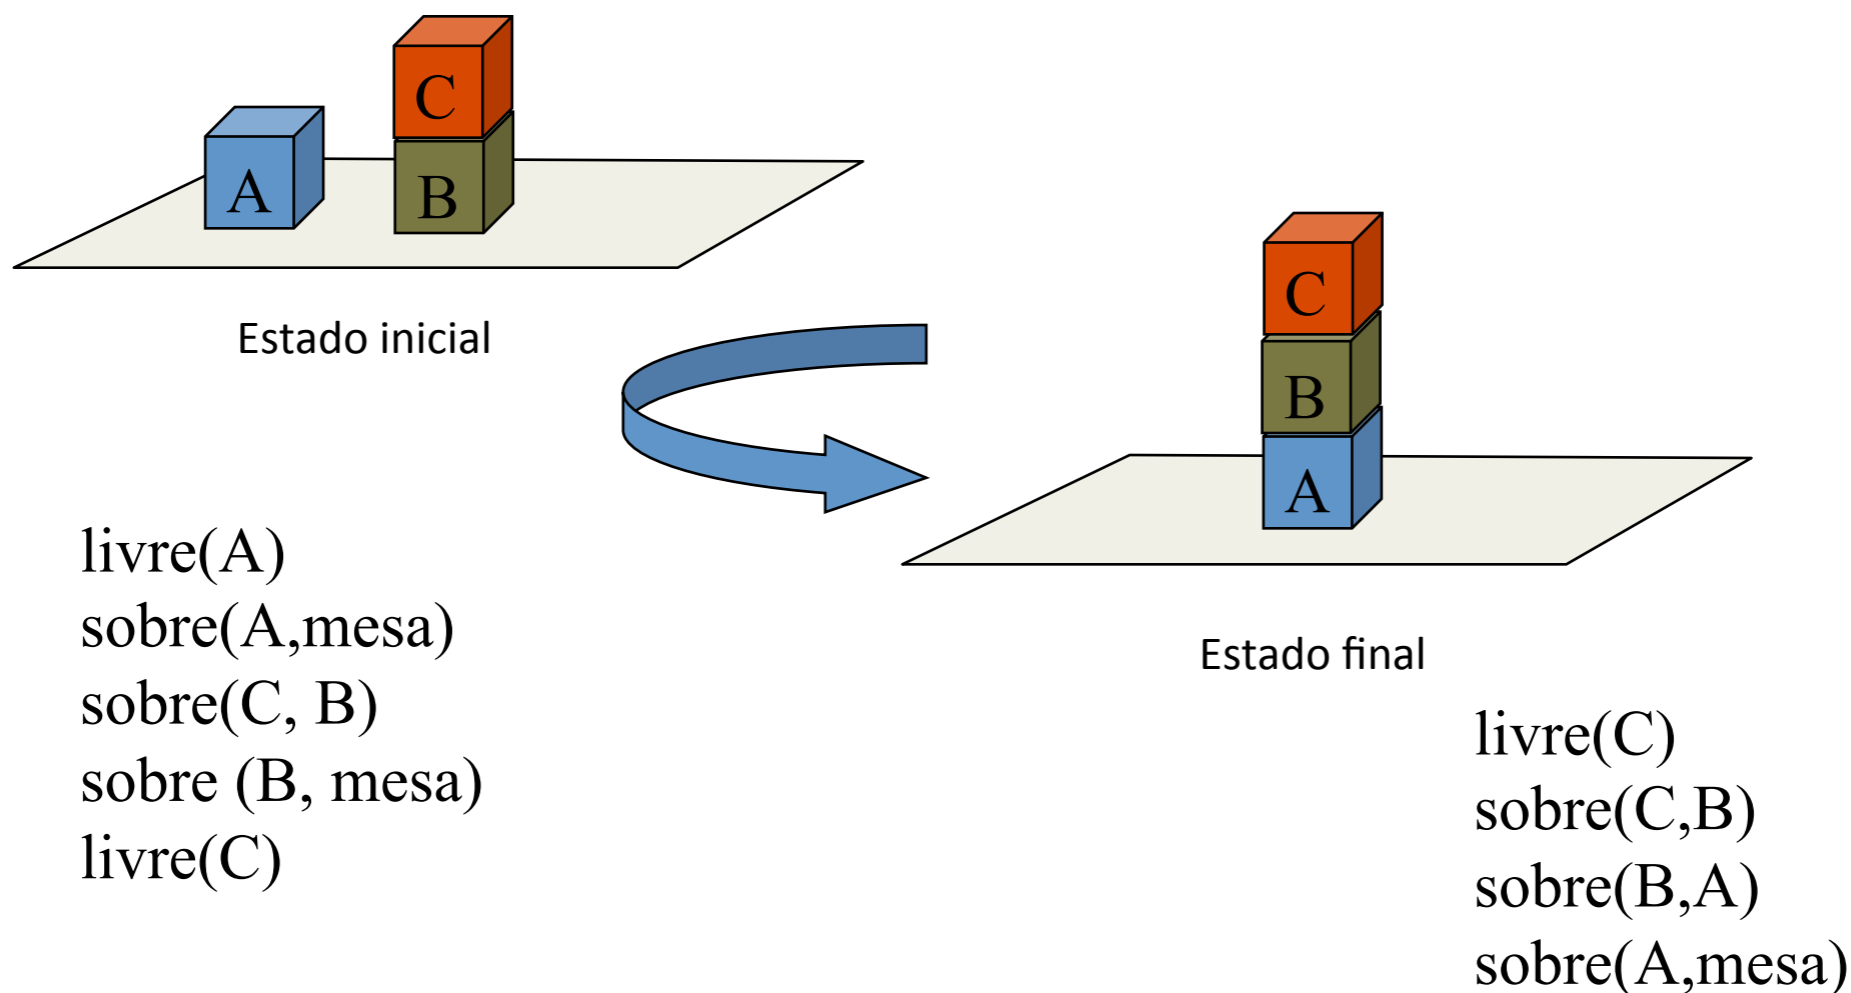 C
A
B
Estado inicial
C
B
A
livre(A)
sobre(A,mesa)
sobre(C, B)
sobre (B, mesa)
livre(C)
Estado final
livre(C)
sobre(C,B)
sobre(B,A)
sobre(A,mesa)